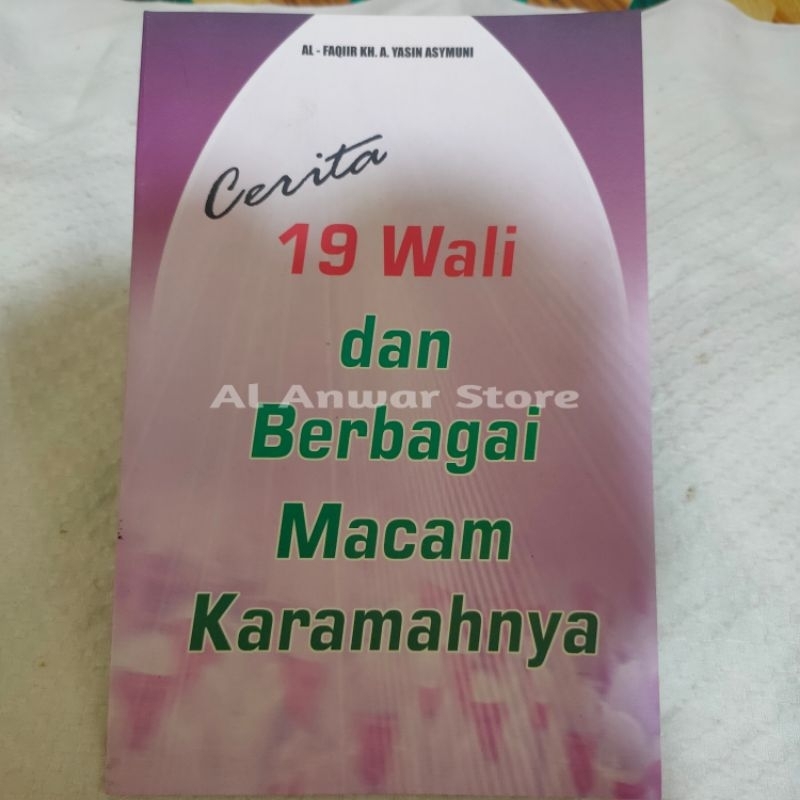 AL - FAQIIR KH. A. YASIN ASYMUNI
Cerita
19 Wali
dan
Al Anwar Store
Berbagai
Macam
Karamahnya